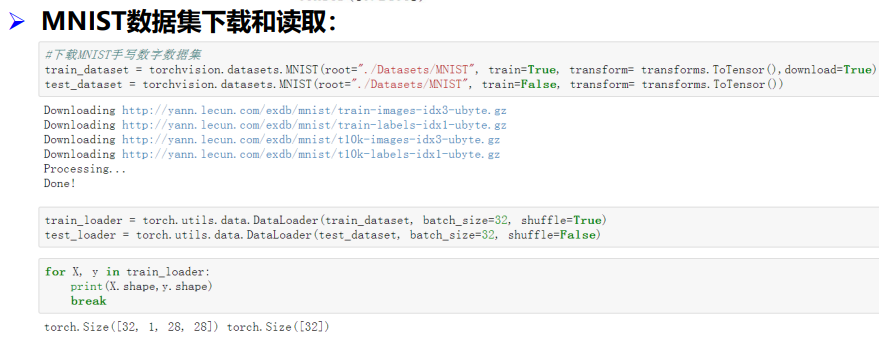 ➢ MNIST数据集下载和读取：
#下载MNIST手写数字数据集
train_dataset = torchvision.datasets.MNIST(root="./Datasets/MNIST", train=True, transform= transforms.ToTensor(),download=True)
test_dataset = torchvision.datasets.MNIST(root="./Datasets/MNIST", train=False, transform= transforms.ToTensor())
Downloading http://yann.lecun.com/exdb/mnist/train-images-idx3-ubyte.gz
Downloading http://yann.lecun.com/exdb/mnist/train-labels-idx1-ubyte.gz
Downloading http://yann.lecun.com/exdb/mnist/t10k-images-idx3-ubyte.gz
Downloading http://yann.lecun.com/exdb/mnist/t10k-labels-idx1-ubyte.gz
Processing...
Done!
train_loader = torch.utils.data.DataLoader(train_dataset, batch_size=32, shuffle=True)
test_loader = torch.utils.data.DataLoader(test_dataset, batch_size=32, shuffle=False)
for X, y in train_loader:
    print(X.shape,y.shape)
    break
torch.Size([32, 1, 28, 28]) torch.Size([32])